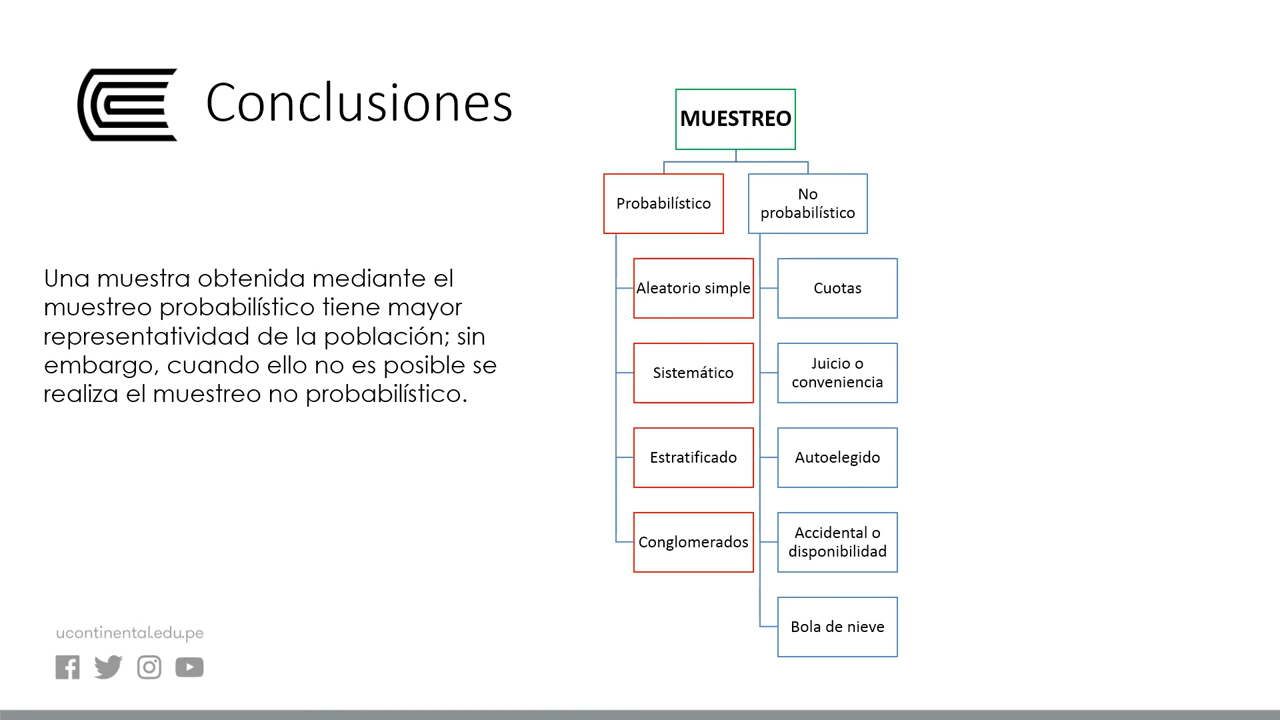 Conclusiones
Una muestra obtenida mediante el
muestreo probabilístico tiene mayor
representatividad de la población; sin
embargo, cuando ello no es posible se
realiza el muestreo no probabilístico.
MUESTREO
Probabilístico
Aleatorio simple
Sistemático
Estratificado
Conglomerados
No
probabilístico
Cuotas
Juicio o
conveniencia
Autoelegido
Accidental o
disponibilidad
Bola de nieve
ucontinental.edu.pe